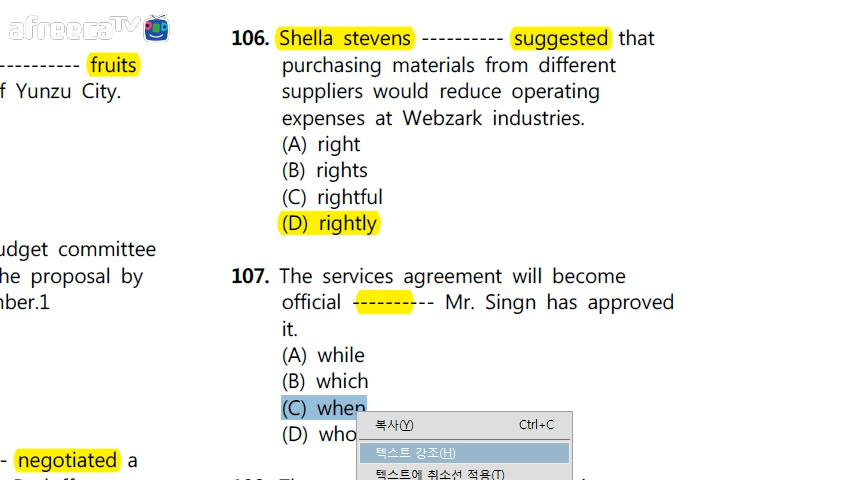 afreecaTV
---------- fruits
f Yunzu City.
udget committee
he proposal by
nber.1
- negotiated a
106. Shella stevens ---------- suggested that
purchasing materials from different
suppliers would reduce operating
expenses at Webzark industries.
(A) right
(B) rights
(C) rightful
(D) rightly
107. The services agreement will become
official ---------- Mr. Singn has approved
it.
(A) while
(B) which
(C) when
(D) who
복사(Y) Ctrl+C
텍스트 강조(H)
텍스트에 취소선 적용(T)